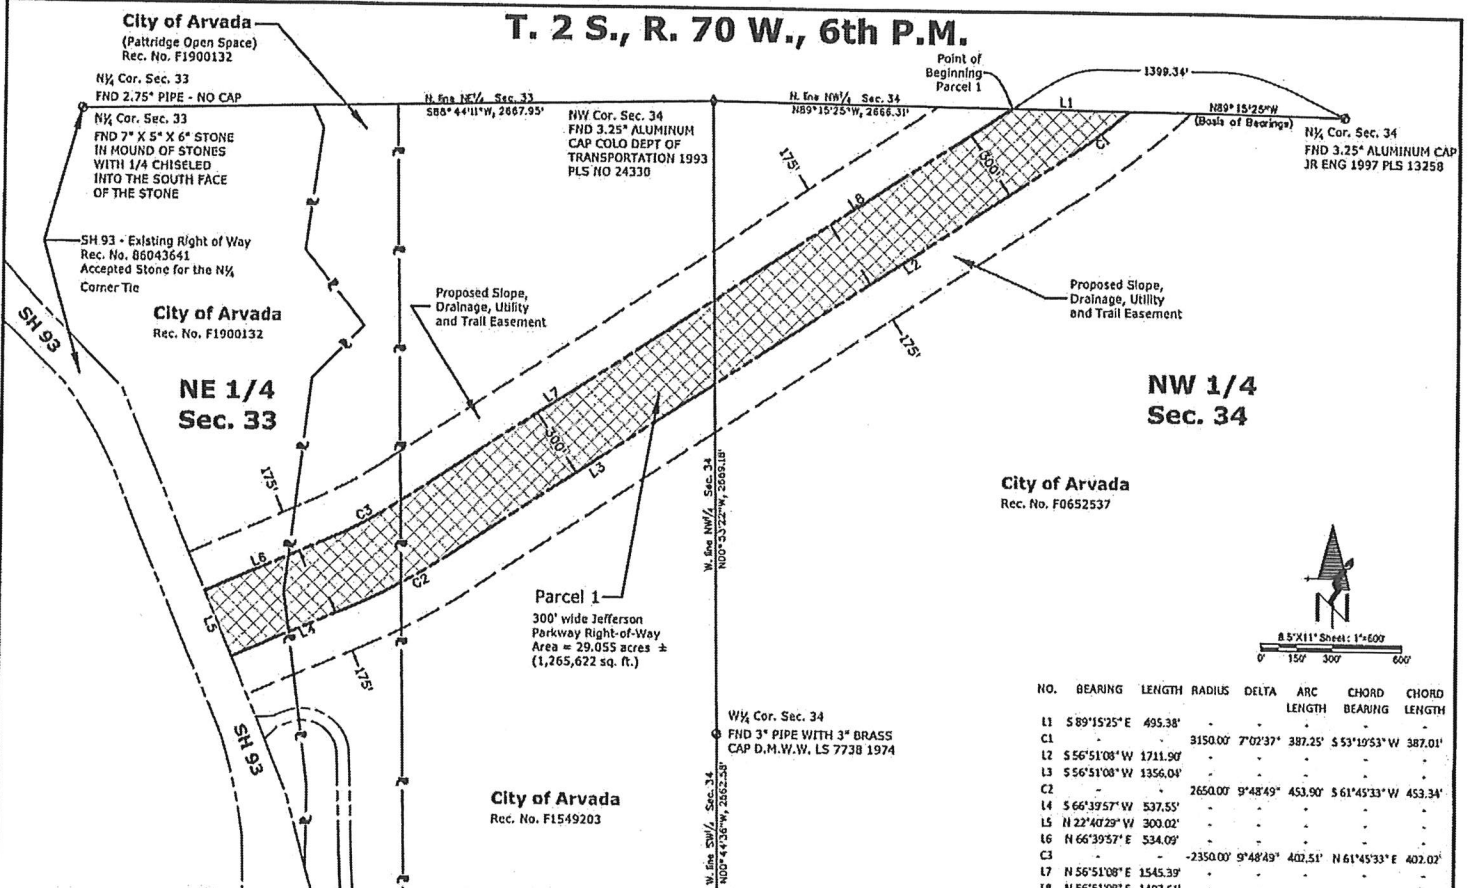 T. 2 S., R. 70 W., 6th P.M.
City of Arvada
(Pattridge Open Space)
Rec. No. F1900132
N¼ Cor. Sec. 33
FND 2.75" PIPE - NO CAP
N¼ Cor. Sec. 33
FND 7" X 5" X 6" STONE
IN MOUND OF STONES
WITH 1/4 CHISELED
INTO THE SOUTH FACE
OF THE STONE
SH 93 - Existing Right of Way
Rec. No. 86043641
Accepted Stone for the N¼
Corner Tie
N. line NE¼ Sec. 33
S88°44'11"W, 2667.95'
NW Cor. Sec. 34
FND 3.25" ALUMINUM
CAP COLO DEPT OF
TRANSPORTATION 1993
PLS NO 24330
N. line NW¼ Sec. 34
N89°15'25"W, 2666.31'
Point of
Beginning
Parcel 1
1399.34'
L1
N89°15'25"W
(Basis of Bearings)
N¼ Cor. Sec. 34
FND 3.25" ALUMINUM CAP
JR ENG 1997 PLS 13258
C1
175'
300'
L8
L2
Proposed Slope,
Drainage, Utility
and Trail Easement
175'
Proposed Slope,
Drainage, Utility
and Trail Easement
City of Arvada
Rec. No. F1900132
SH 93
NE 1/4
Sec. 33
NW 1/4
Sec. 34
L7
300'
L3
175'
C3
L6
C2
L5
L4
175'
W. line NW¼ Sec. 34
N00°53'22"W, 2669.18'
City of Arvada
Rec. No. F0652537
Parcel 1
300' wide Jefferson
Parkway Right-of-Way
Area = 29.055 acres ±
(1,265,622 sq. ft.)
8.5"X11" Sheet: 1"=600'
0' 150' 300' 600'
SH 93
W¼ Cor. Sec. 34
FND 3" PIPE WITH 3" BRASS
CAP D.M.W.W. LS 7738 1974
City of Arvada
Rec. No. F1549203
W. line SW¼ Sec. 34
N00°44'36"W, 2662.58'
NO. BEARING LENGTH RADIUS DELTA ARC LENGTH CHORD BEARING CHORD LENGTH
L1 S 89°15'25" E 495.38' - - - - -
C1 - - 3150.00' 7°02'37" 387.25' S 53°19'53" W 387.01'
L2 S 56°51'08" W 1711.90' - - - - -
L3 S 56°51'08" W 1356.04' - - - - -
C2 - - 2650.00' 9°48'49" 453.90' S 61°45'33" W 453.34'
L4 S 66°39'57" W 537.55' - - - - -
L5 N 22°40'29" W 300.02' - - - - -
L6 N 66°39'57" E 534.09' - - - - -
C3 - - -2350.00' 9°48'49" 402.51' N 61°45'33" E 402.02'
L7 N 56°51'08" E 1545.39' - - - - -
L8 N 56°51'08" E